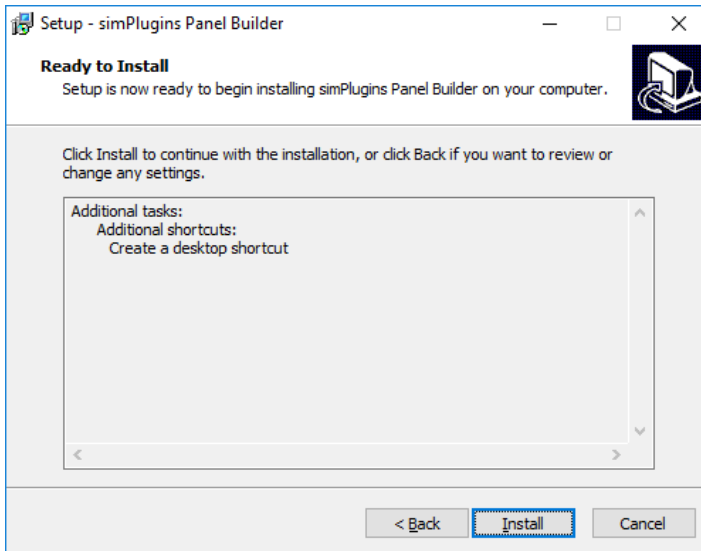 Setup - simPlugins Panel Builder
Ready to Install
Setup is now ready to begin installing simPlugins Panel Builder on your computer.
Click Install to continue with the installation, or click Back if you want to review or
change any settings.
Additional tasks:
Additional shortcuts:
Create a desktop shortcut
< Back
Install
Cancel